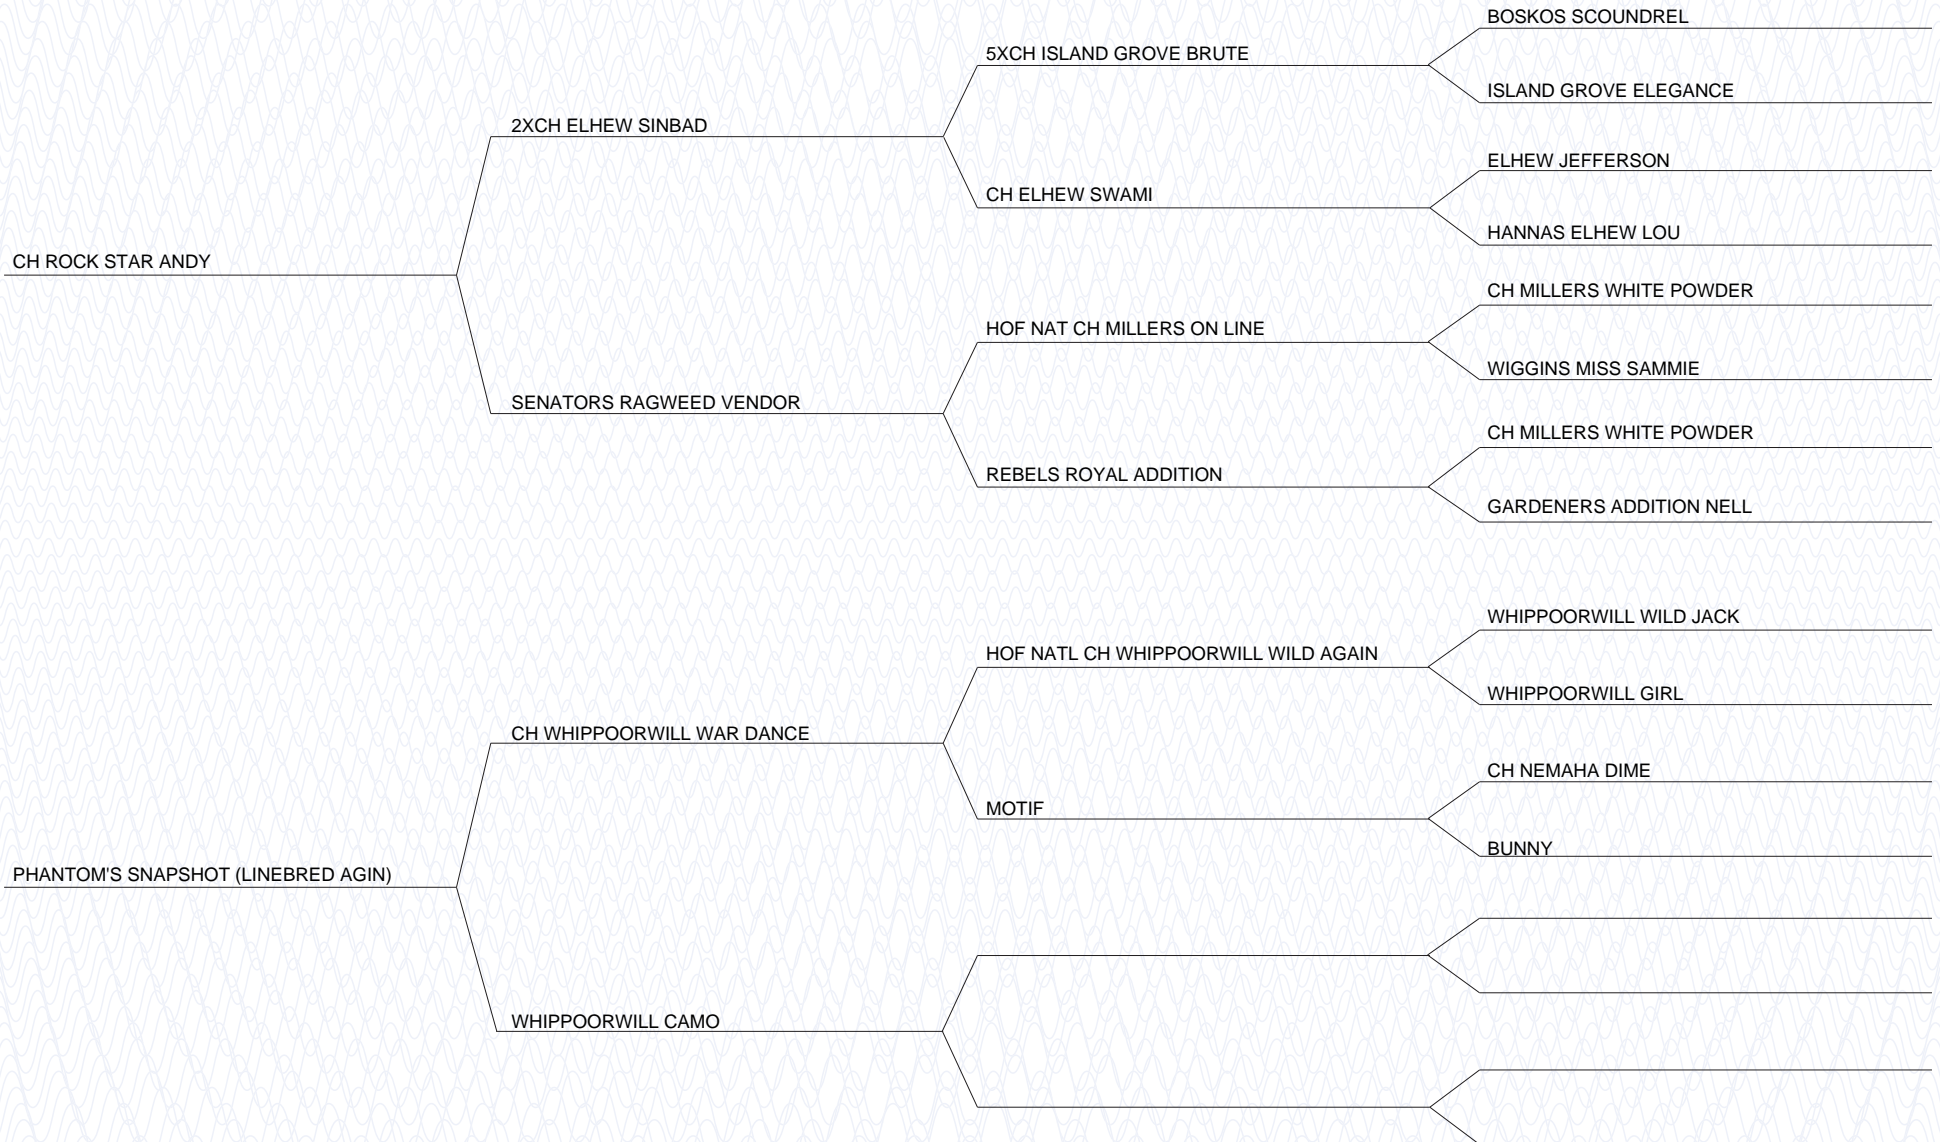 BOSKOS SCOUNDREL
5XCH ISLAND GROVE BRUTE
ISLAND GROVE ELEGANCE
2XCH ELHEW SINBAD
ELHEW JEFFERSON
CH ELHEW SWAMI
HANNAS ELHEW LOU
CH ROCK STAR ANDY
CH MILLERS WHITE POWDER
HOF NAT CH MILLERS ON LINE
WIGGINS MISS SAMMIE
SENATORS RAGWEED VENDOR
CH MILLERS WHITE POWDER
REBELS ROYAL ADDITION
GARDENERS ADDITION NELL
WHIPPOORWILL WILD JACK
HOF NATL CH WHIPPOORWILL WILD AGAIN
WHIPPOORWILL GIRL
CH WHIPPOORWILL WAR DANCE
CH NEMAHA DIME
MOTIF
BUNNY
PHANTOM'S SNAPSHOT (LINEBRED AGIN)
WHIPPOORWILL CAMO